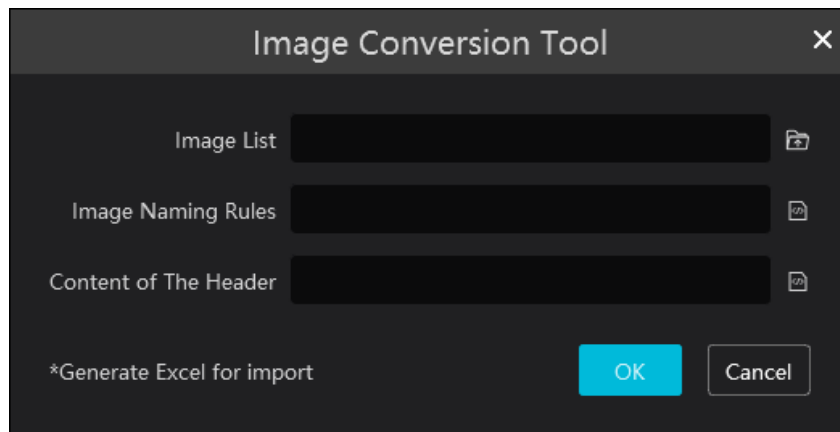 Image Conversion Tool
Image List
Image Naming Rules
Content of The Header
*Generate Excel for import
OK
Cancel